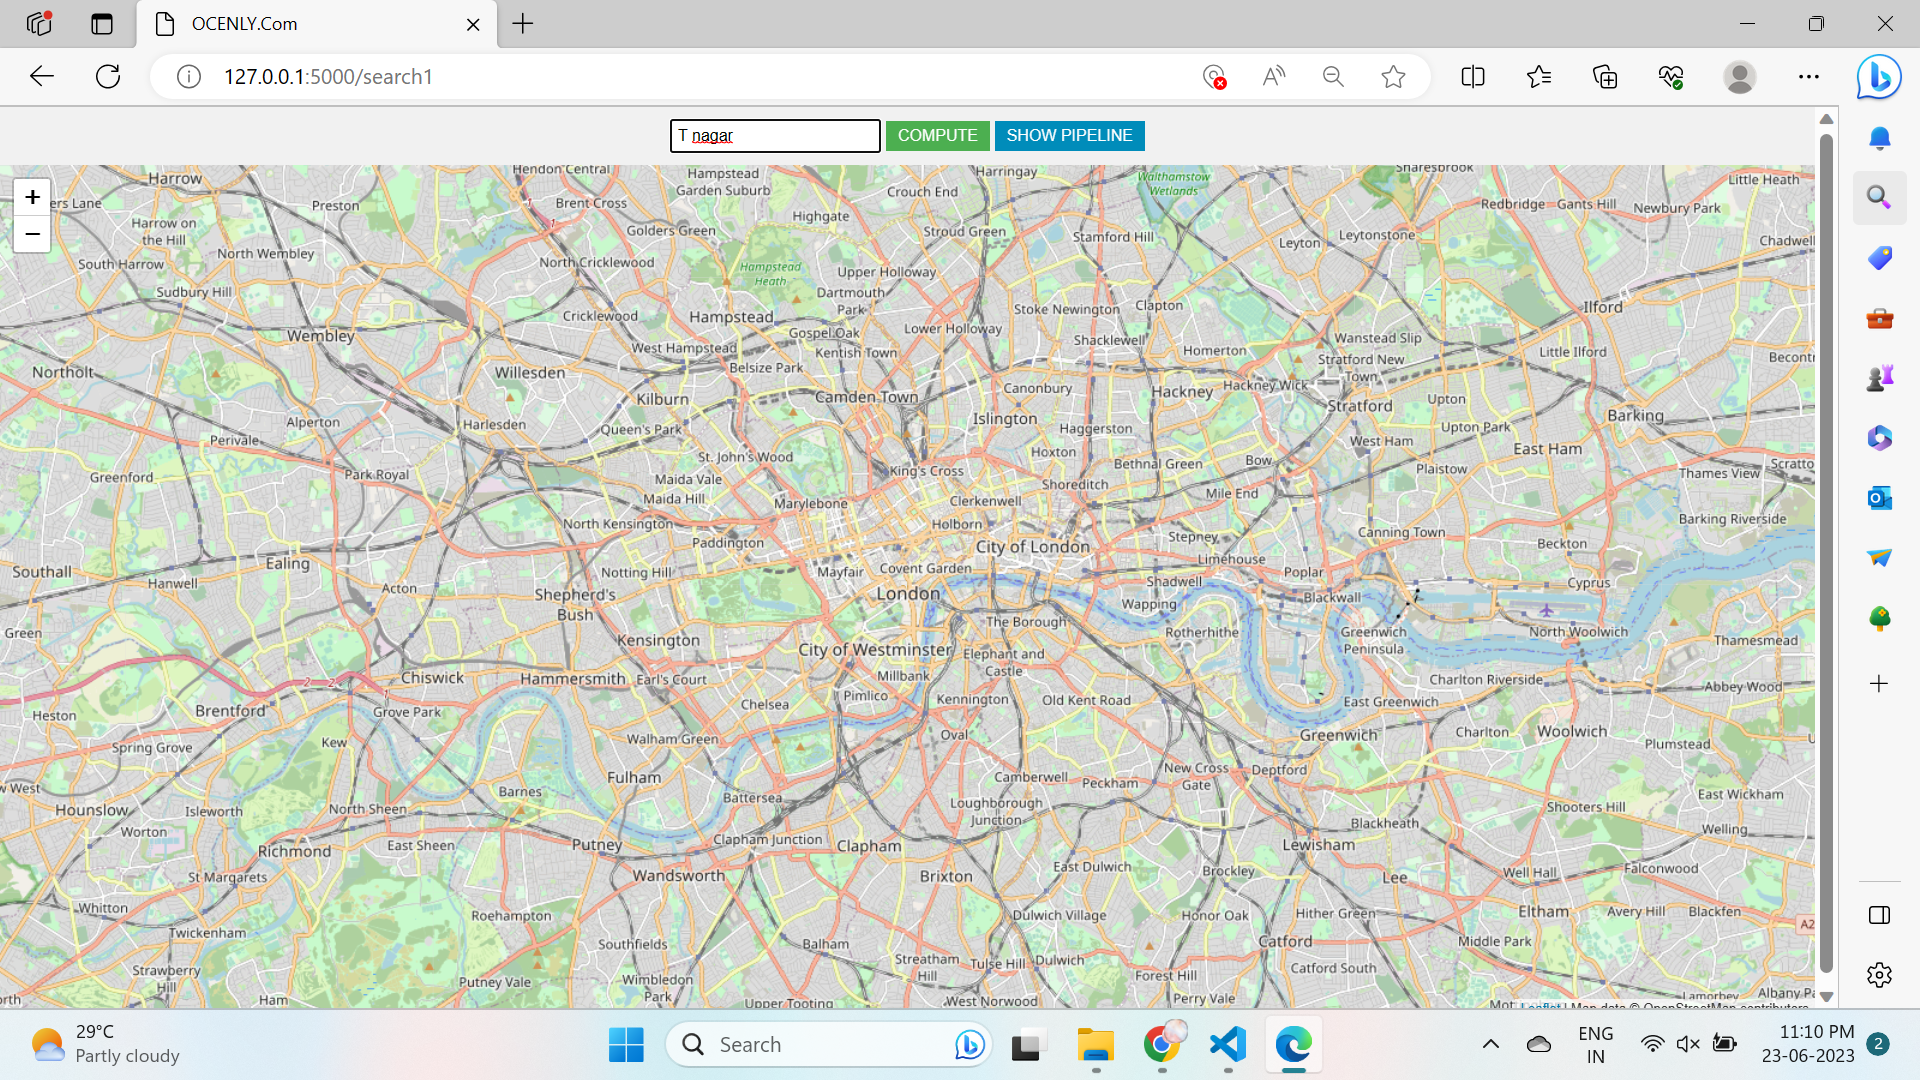 OCENLY.Com
127.0.0.1:5000/search1
T nagar
COMPUTE
SHOW PIPELINE
+
−
Harrow
Hendon Central
Hampstead
Garden Suburb
Harringay
Crouch End
Walthamstow
Wetlands
Sharesbrook
Little Heath
ers Lane
Harrow on
the Hill
Preston
Brent Cross
Highgate
Redbridge
Gants Hill
Newbury Park
Golders Green
Stroud Green
Stamford Hill
Leyton
Leytonstone
Chadwel
South Harrow
North Wembley
North Cricklewood
Hampstead
Heath
Upper Holloway
Sudbury Hill
Dartmouth
Park
Stoke Newington
Clapton
Ilford
Cricklewood
Hampstead
Gospel Oak
Lower Holloway
Wembley
Shacklewell
Wanstead Slip
West Hampstead
Kentish Town
Homerton
Stratford New
Town
Little Ilford
Becontr
Northolt
Willesden
Belsize Park
Canonbury
Hackney
Hackney Wick
Kilburn
Camden Town
Stratford
Upton
Barking
Alperton
Harlesden
Queen's Park
Islington
Haggerston
Upton Park
Perivale
West Ham
St. John's Wood
Hoxton
East Ham
Greenford
Park Royal
Maida Vale
King's Cross
Bethnal Green
Bow
Plaistow
Thames View
Scratto
Maida Hill
Marylebone
Clerkenwell
Shoreditch
Mile End
North Kensington
Holborn
Canning Town
Barking Riverside
Paddington
City of London
Stepney
Beckton
Southall
Ealing
Limehouse
Hanwell
Notting Hill
Mayfair
Covent Garden
Poplar
Cyprus
Acton
Shepherd's
Bush
London
Shadwell
Blackwall
Wapping
Green
Kensington
The Borough
Rotherhithe
Greenwich
Peninsula
North Woolwich
Thamesmead
City of Westminster
Elephant and
Castle
Chiswick
Hammersmith
Earl's Court
Millbank
Charlton Riverside
Abbey Wood
Heston
Brentford
Grove Park
Chelsea
Pimlico
Kennington
Old Kent Road
East Greenwich
Spring Grove
Kew
Walham Green
Oval
Greenwich
Charlton
Woolwich
Plumstead
w West
Fulham
Camberwell
Peckham
New Cross
Gate
Deptford
Hounslow
Isleworth
North Sheen
Barnes
Battersea
Loughborough
Junction
Shooters Hill
East Wickham
Worton
Blackheath
Welling
Richmond
East Sheen
Putney
Clapham Junction
Clapham
Lewisham
St Margarets
Wandsworth
Brixton
East Dulwich
Brockley
Lee
Well Hall
Falconwood
Whitton
Roehampton
Dulwich Village
Honor Oak
Hither Green
Eltham
Avery Hill
Blackfen
A2
Twickenham
Southfields
Balham
Catford
Middle Park
Strawberry
Hill
Putney Vale
Wimbledon
Park
Streatham
Hill
Tulse Hill
Dulwich
Forest Hill
Catford South
orth
Ham
Upper Tooting
West Norwood
Perry Vale
Mot
Lamorbey
Albany Pa
Leaflet | Map data © OpenStreetMap contributors
29°C
Partly cloudy
Search
ENG
IN
11:10 PM
23-06-2023
2